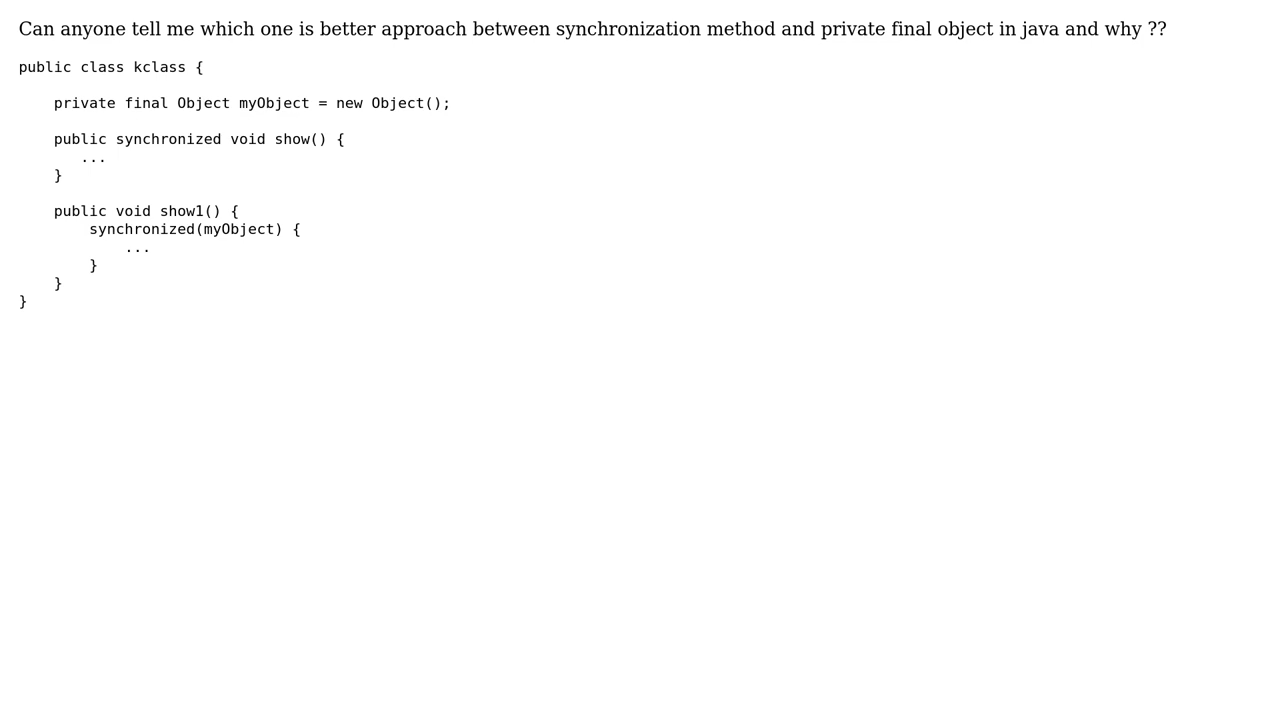 Can anyone tell me which one is better approach between synchronization method and private final object in java and why ??
public class kclass {
    private final Object myObject = new Object();
    public synchronized void show() {
       ...
    }
    public void show1() {
        synchronized(myObject) {
            ...
        }
    }
}